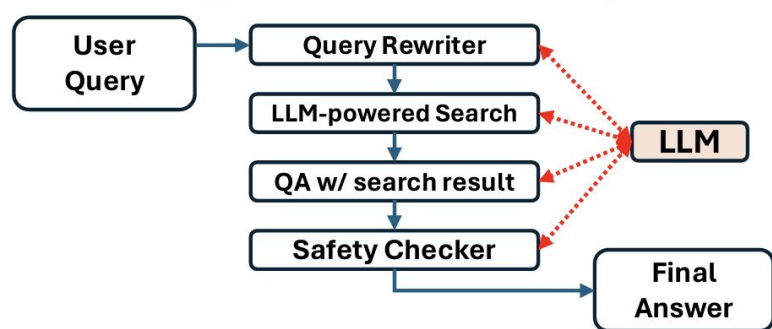 User
Query
Query Rewriter
LLM-powered Search
LLM
QA w/ search result
Safety Checker
Final
Answer